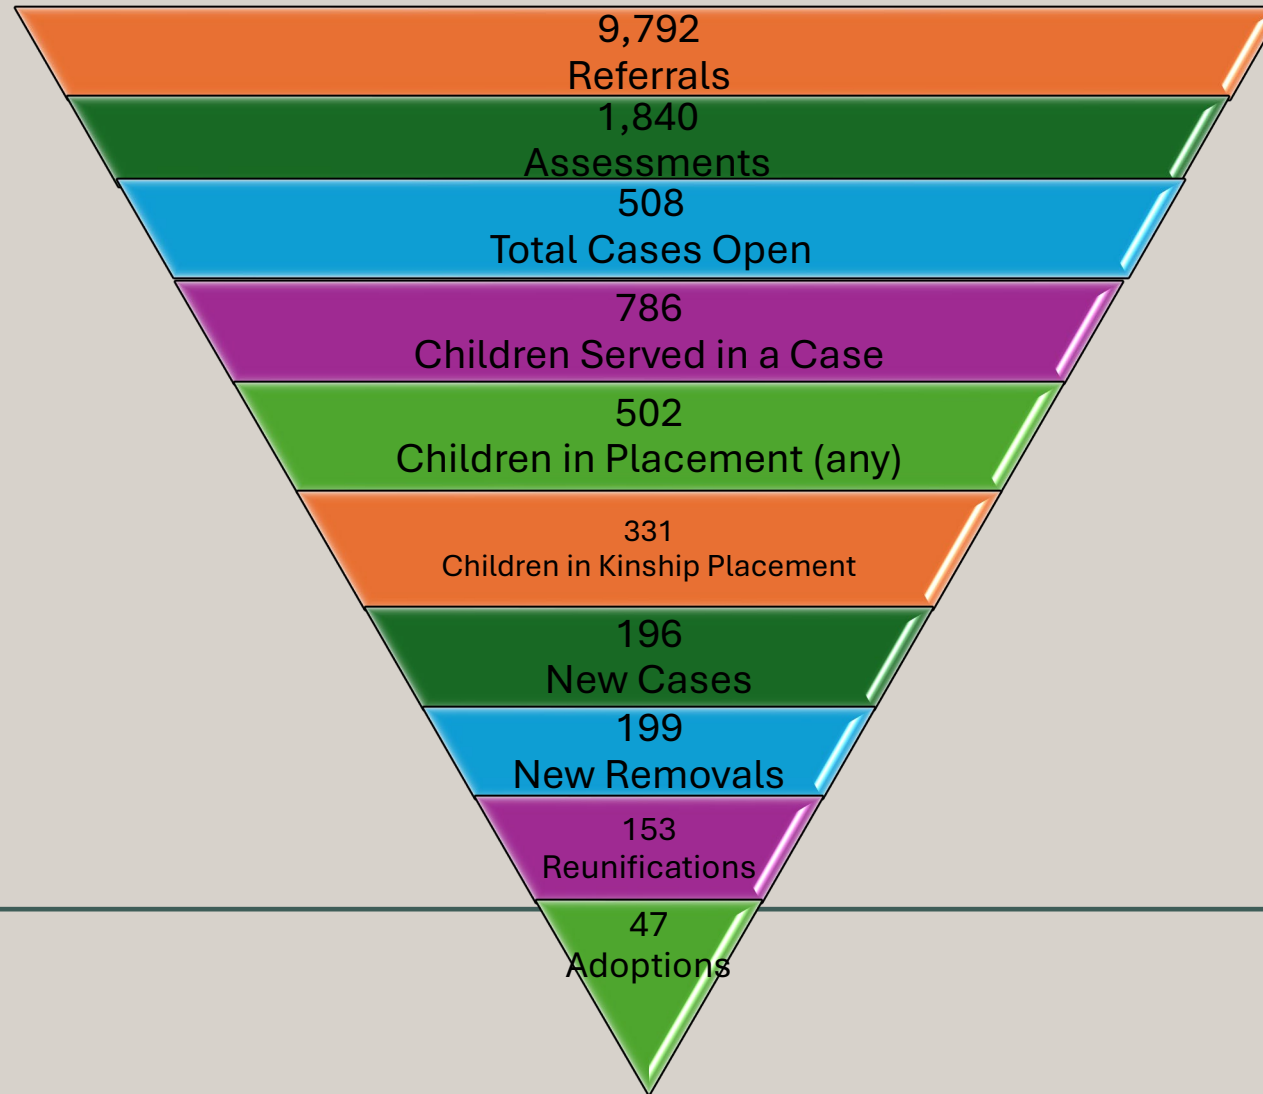 9,792
Referrals
1,840
Assessments
508
Total Cases Open
786
Children Served in a Case
502
Children in Placement (any)
331
Children in Kinship Placement
196
New Cases
199
New Removals
153
Reunifications
47
Adoptions